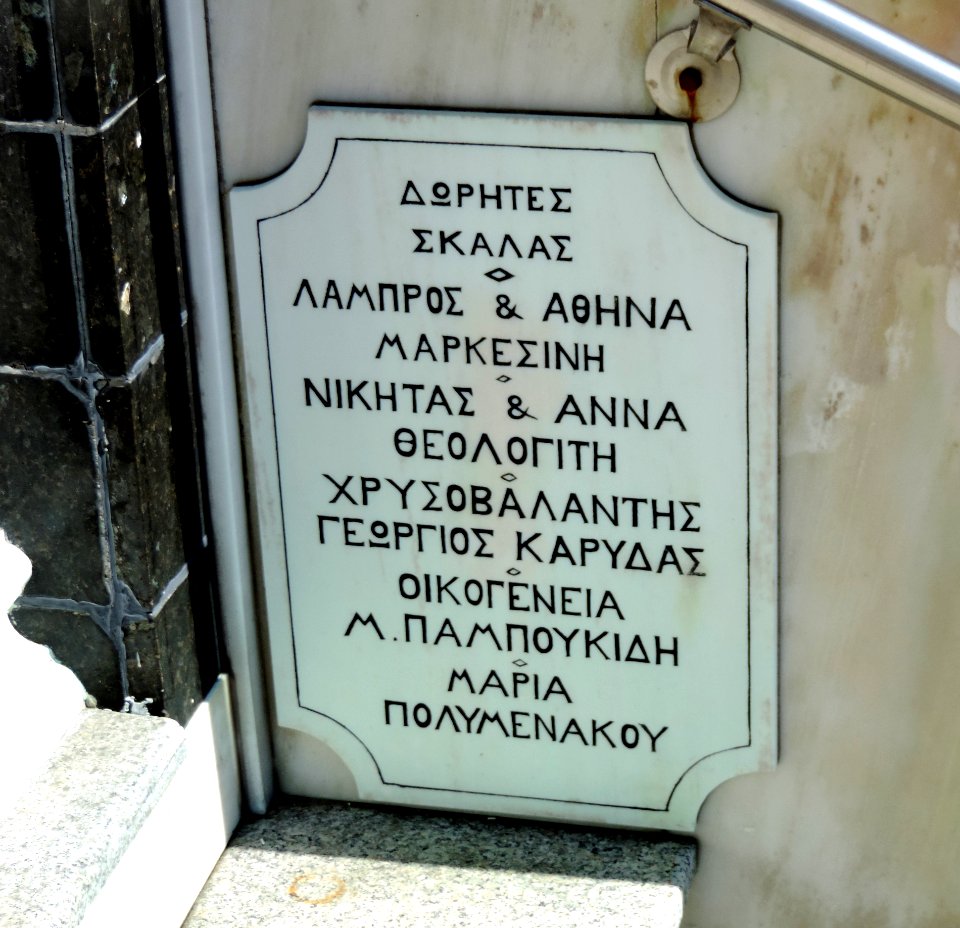 ΔΩΡΗΤΕΣ
ΣΚΑΛΑΣ
ΛΑΜΠΡΟΣ & ΑΘΗΝΑ
ΜΑΡΚΕΣΙΝΗ
ΝΙΚΗΤΑΣ & ΑΝΝΑ
ΘΕΟΛΟΓΙΤΗ
ΧΡΥΣΟΒΑΛΑΝΤΗΣ
ΓΕΩΡΓΙΟΣ ΚΑΡΥΔΑΣ
ΟΙΚΟΓΕΝΕΙΑ
Μ. ΠΑΜΠΟΥΚΙΔΗ
ΜΑΡΙΑ
ΠΟΛΥΜΕΝΑΚΟΥ